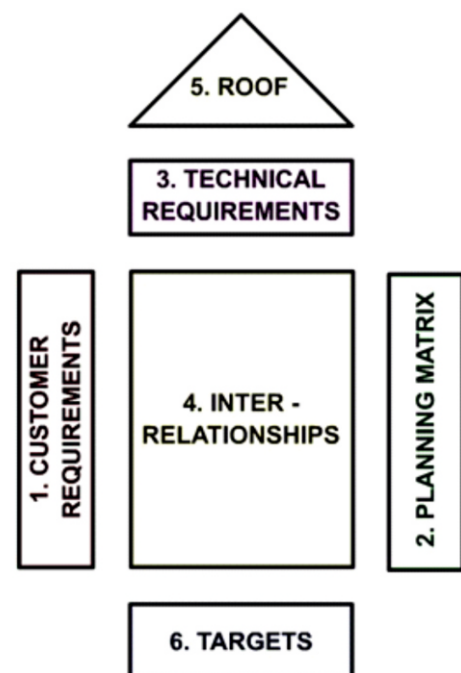 5. ROOF
3. TECHNICAL
REQUIREMENTS
1. CUSTOMER
REQUIREMENTS
4. INTER -
RELATIONSHIPS
2. PLANNING MATRIX
6. TARGETS